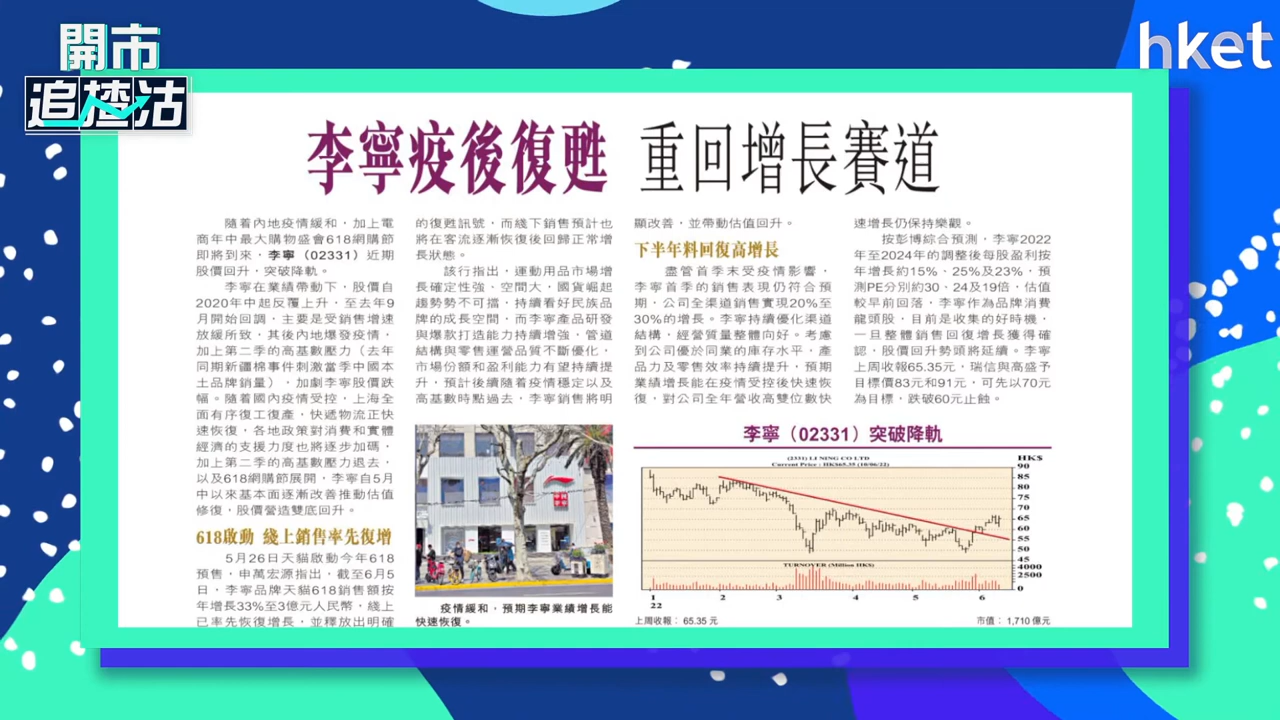 開市
追揸沽
hket
李寧疫後復甦 重回增長賽道
隨着內地疫情緩和，加上電
商年中最大購物盛會618網購節
即將到來，李寧（02331）近期
股價回升，突破降軌。
李寧在業績帶動下，股價自
2020年中起反覆上升，至去年9
月開始回調，主要是受銷售增速
放緩所致，其後內地爆發疫情，
加上第二季的高基數壓力（去年
同期新疆棉事件刺激當季中國本
土品牌銷量），加劇李寧股價跌
幅。隨着國內疫情受控，上海全
面有序復工復產，快遞物流正快
速恢復，各地政策對消費和實體
經濟的支援力度也將逐步加碼，
加上第二季的高基數壓力退去，
以及618網購節展開，李寧自5月
中以來基本面逐漸改善推動估值
修復，股價營造雙底回升。
618啟動 綫上銷售率先復增
5月26日天貓啟動今年618
預售，申萬宏源指出，截至6月5
日，李寧品牌天貓618銷售額按
年增長33%至3億元人民幣，綫上
已率先恢復增長，並釋放出明確
的復甦訊號，而綫下銷售預計也
將在客流逐漸恢復後回歸正常增
長狀態。
該行指出，運動用品市場增
長確定性強、空間大，國貨崛起
趨勢勢不可擋，持續看好民族品
牌的成長空間，而李寧產品研發
與爆款打造能力持續增強，管道
結構與零售運營品質不斷優化，
市場份額和盈利能力有望持續提
升，預計後續隨着疫情穩定以及
高基數時點過去，李寧銷售將明
疫情緩和，預期李寧業績增長能
快速恢復。
顯改善，並帶動估值回升。
下半年料回復高增長
盡管首季末受疫情影響，
李寧首季的銷售表現仍符合預
期，公司全渠道銷售實現20%至
30%的增長。李寧持續優化渠道
結構，經營質量整體向好。考慮
到公司優於同業的庫存水平，產
品力及零售效率持續提升，預期
業績增長能在疫情受控後快速恢
復，對公司全年營收高雙位數快
速增長仍保持樂觀。
按彭博綜合預測，李寧2022
年至2024年的調整後每股盈利按
年增長約15%、25%及23%，預
測PE分別約30、24及19倍，估值
較早前回落，李寧作為品牌消費
龍頭股，目前是收集的好時機，
一旦整體銷售回復增長獲得確
認，股價回升勢頭將延續。李寧
上周收報65.35元，瑞信與高盛予
目標價83元和91元，可先以70元
為目標，跌破60元止蝕。
李寧（02331）突破降軌
(2331) LI NING CO LTD
Current Price : HK$65.35 (10/06/22)
HK$
90
85
80
75
70
65
60
55
50
45
TURNOVER (Million HK$)
4000
2500
0
1 2 3 4 5 6
22
上周收報：65.35 元
市值：1,710 億元